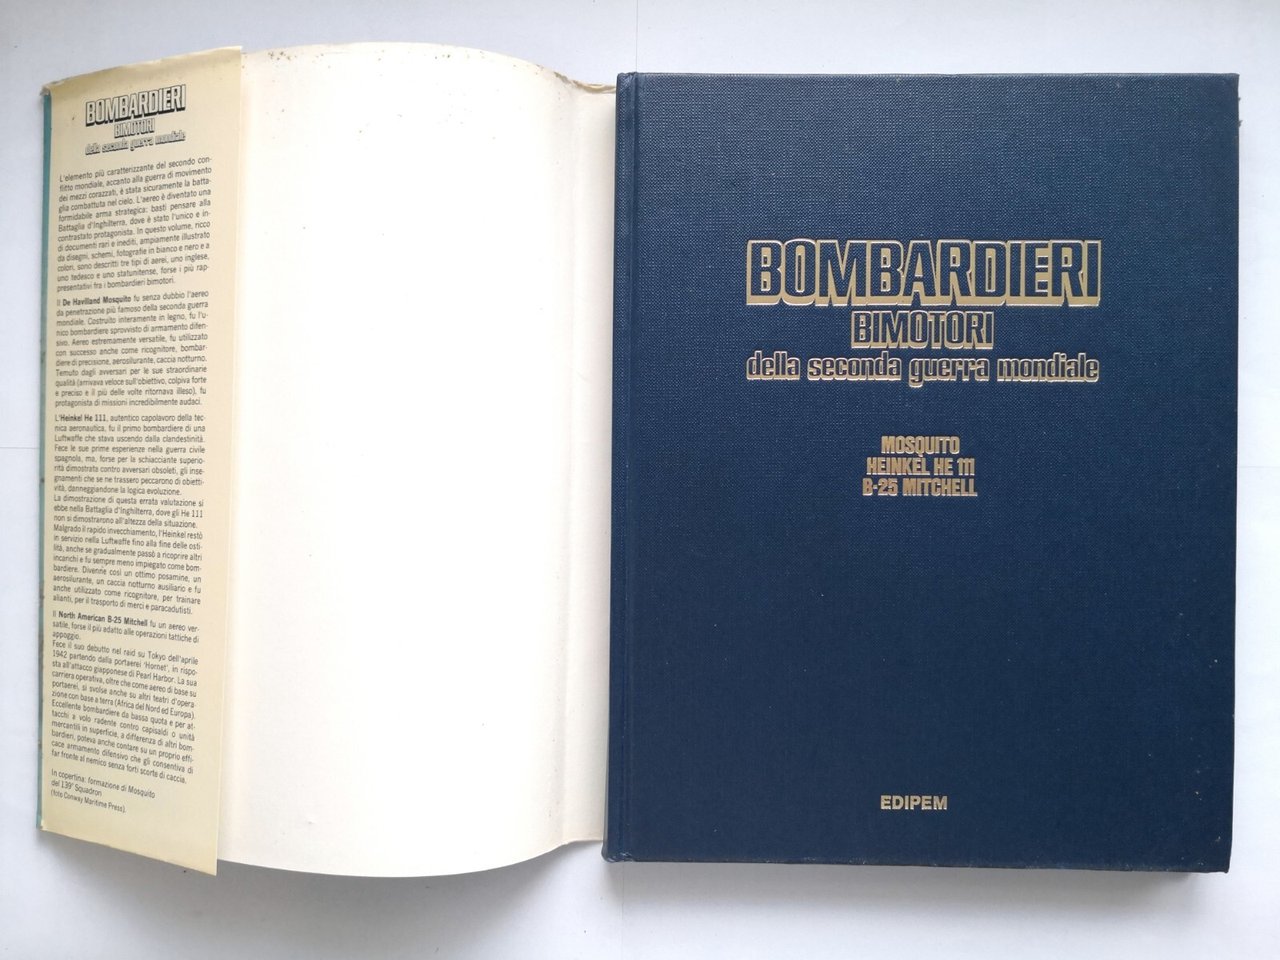 BOMBARDIERI
BIMOTORI
della seconda guerra mondiale
L'elemento più caratterizzante del secondo con-
flitto mondiale, accanto alla guerra di movimento
dei mezzi corazzati, è stata sicuramente la batta-
glia combattuta nel cielo. L'aereo è diventato una
formidabile arma strategica: basti pensare alla
Battaglia d'Inghilterra, dove è stato l'unico e in-
contrastato protagonista. In questo volume, ricco
di documenti rari e inediti, ampiamente illustrato
da disegni, schemi, fotografie in bianco e nero e a
colori, sono descritti tre tipi di aerei, uno inglese,
uno tedesco e uno statunitense, forse i più rap-
presentativi fra i bombardieri bimotori.
Il De Havilland Mosquito fu senza dubbio l'aereo
da penetrazione più famoso della seconda guerra
mondiale. Costruito interamente in legno, fu l'u-
nico bombardiere sprovvisto di armamento difen-
sivo. Aereo estremamente versatile, fu utilizzato
con successo anche come ricognitore, bombar-
diere di precisione, aerosilurante, caccia notturno.
Temuto dagli avversari per le sue straordinarie
qualità (arrivava veloce sull'obiettivo, colpiva forte
e preciso e il più delle volte ritornava illeso), fu
protagonista di missioni incredibilmente audaci.
L'Heinkel He 111, autentico capolavoro della tec-
nica aeronautica, fu il primo bombardiere di una
Luftwaffe che stava uscendo dalla clandestinità.
Fece le sue prime esperienze nella guerra civile
spagnola, ma, forse per la schiacciante superio-
rità dimostrata contro avversari obsoleti, gli inse-
gnamenti che se ne trassero peccarono di obietti-
vità, danneggiandone la logica evoluzione.
La dimostrazione di questa errata valutazione si
ebbe nella Battaglia d'Inghilterra, dove gli He 111
non si dimostrarono all'altezza della situazione.
Malgrado il rapido invecchiamento, l'Heinkel restò
in servizio nella Luftwaffe fino alla fine delle osti-
lità, anche se gradualmente passò a ricoprire altri
incarichi e fu sempre meno impiegato come bom-
bardiere. Divenne così un ottimo posamine, un
aerosilurante, un caccia notturno ausiliario e fu
anche utilizzato come ricognitore, per trainare
alianti, per il trasporto di merci e paracadutisti.
Il North American B-25 Mitchell fu un aereo ver-
satile, forse il più adatto alle operazioni tattiche di
appoggio.
Fece il suo debutto nel raid su Tokyo dell'aprile
1942 partendo dalla portaerei 'Hornet', in rispo-
sta all'attacco giapponese di Pearl Harbor. La sua
carriera operativa, oltre che come aereo di base su
portaerei, si svolse anche su altri teatri d'opera-
zione con base a terra (Africa del Nord ed Europa).
Eccellente bombardiere da bassa quota e per at-
tacchi a volo radente contro capisaldi o unità
mercantili in superficie, a differenza di altri bom-
bardieri, poteva anche contare su un proprio effi-
cace armamento difensivo che gli consentiva di
far fronte al nemico senza forti scorte di caccia.
In copertina: formazione di Mosquito
del 139° Squadron
(foto Conway Maritime Press).
BOMBARDIERI
BIMOTORI
della seconda guerra mondiale
MOSQUITO
HEINKEL HE 111
B-25 MITCHELL
EDIPEM